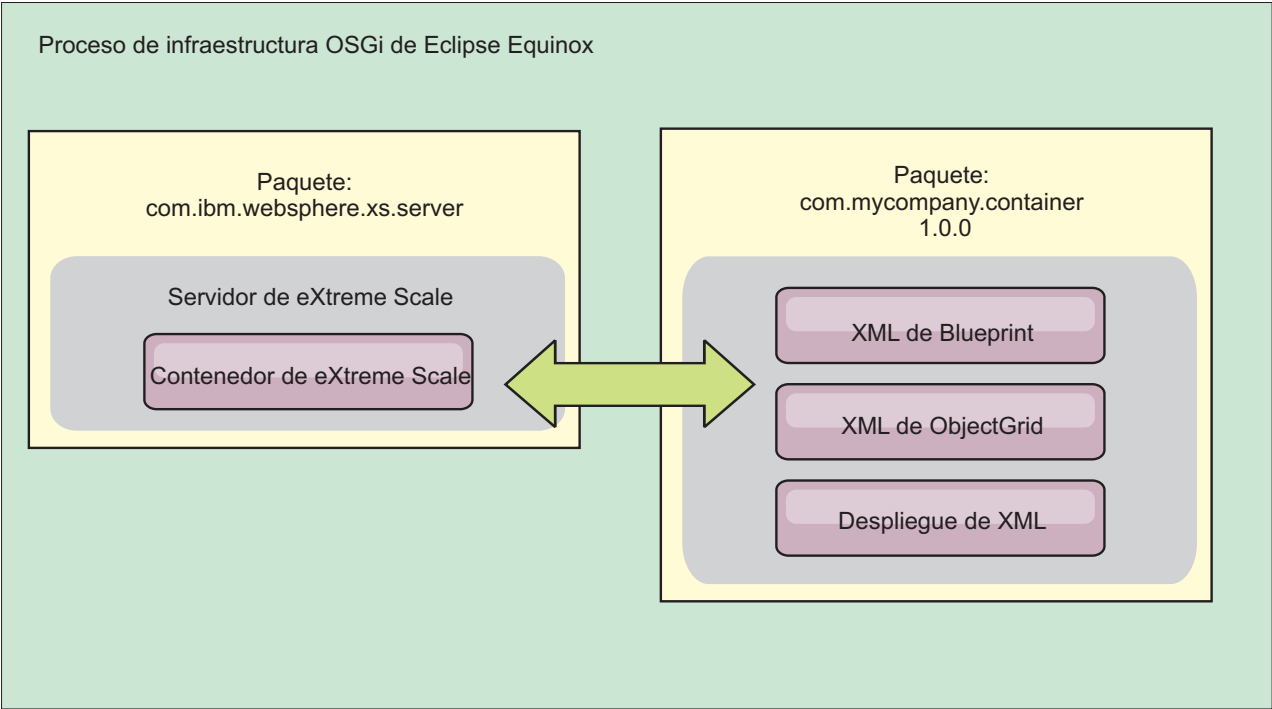 Proceso de infraestructura OSGi de Eclipse Equinox
Paquete:
com.ibm.websphere.xs.server
Servidor de eXtreme Scale
Contenedor de eXtreme Scale
Paquete:
com.mycompany.container
1.0.0
XML de Blueprint
XML de ObjectGrid
Despliegue de XML